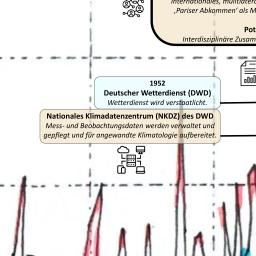 internationales, multilaterales
‚Pariser Abkommen' als M
Pot
Interdisziplinäre Zusam
1952
Deutscher Wetterdienst (DWD)
Wetterdienst wird verstaatlicht.
Nationales Klimadatenzentrum (NKDZ) des DWD
Mess- und Beobachtungsdaten werden verwaltet und
gepflegt und für angewandte Klimatologie aufbereitet.